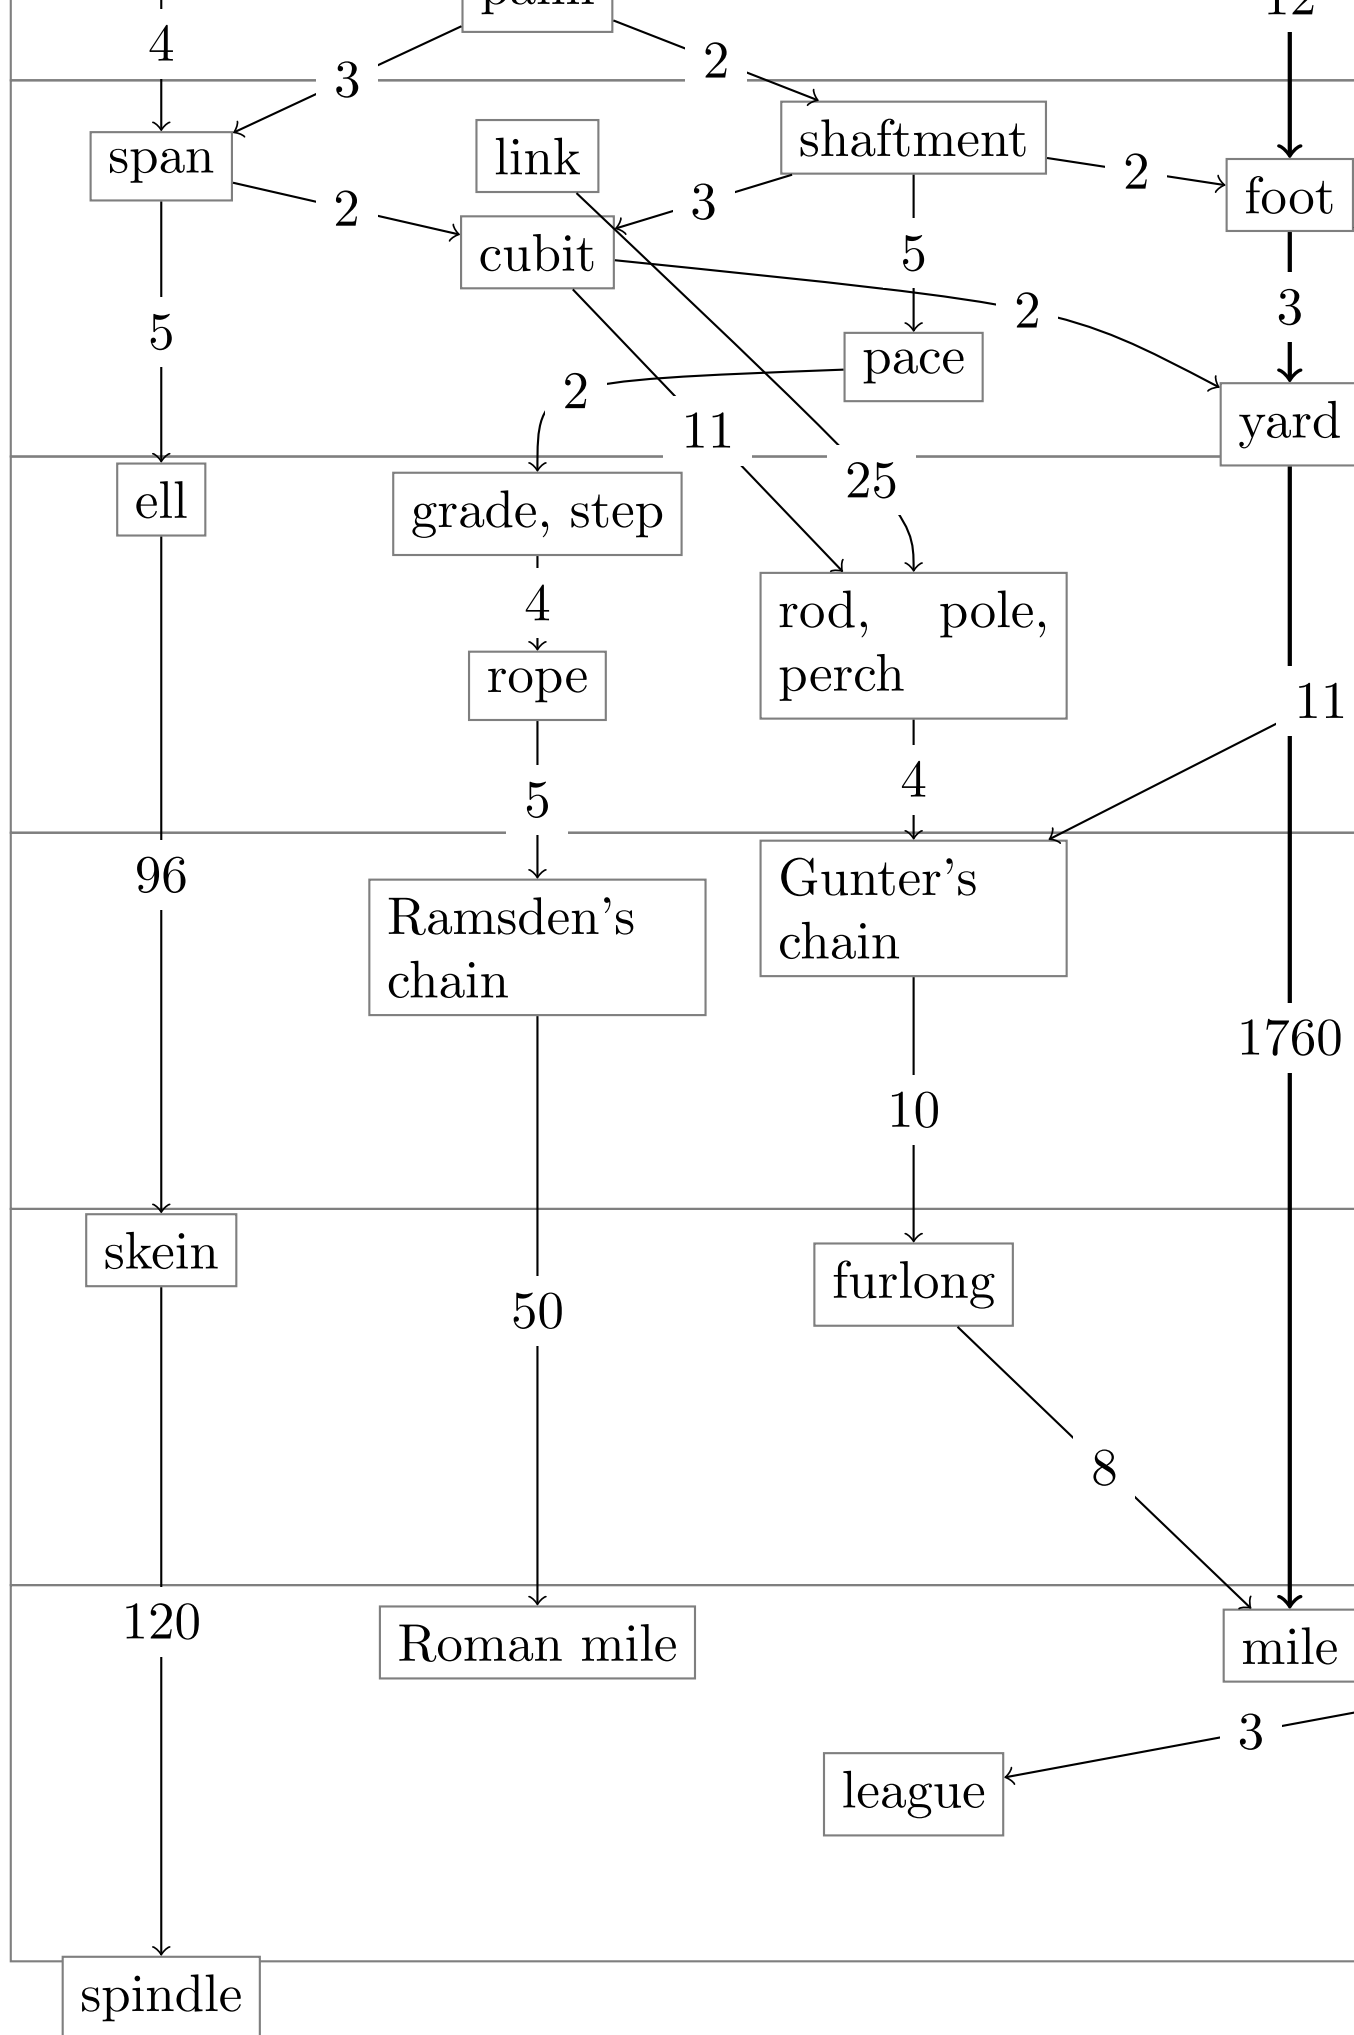 12
4
2
3
shaftment
span
link
2
foot
3
2
cubit
5
3
2
5
pace
2
yard
11
25
ell
grade, step
4
rod, pole,
perch
rope
11
4
5
96
Gunter's
chain
Ramsden's
chain
1760
10
skein
furlong
50
8
120
Roman mile
mile
3
league
spindle